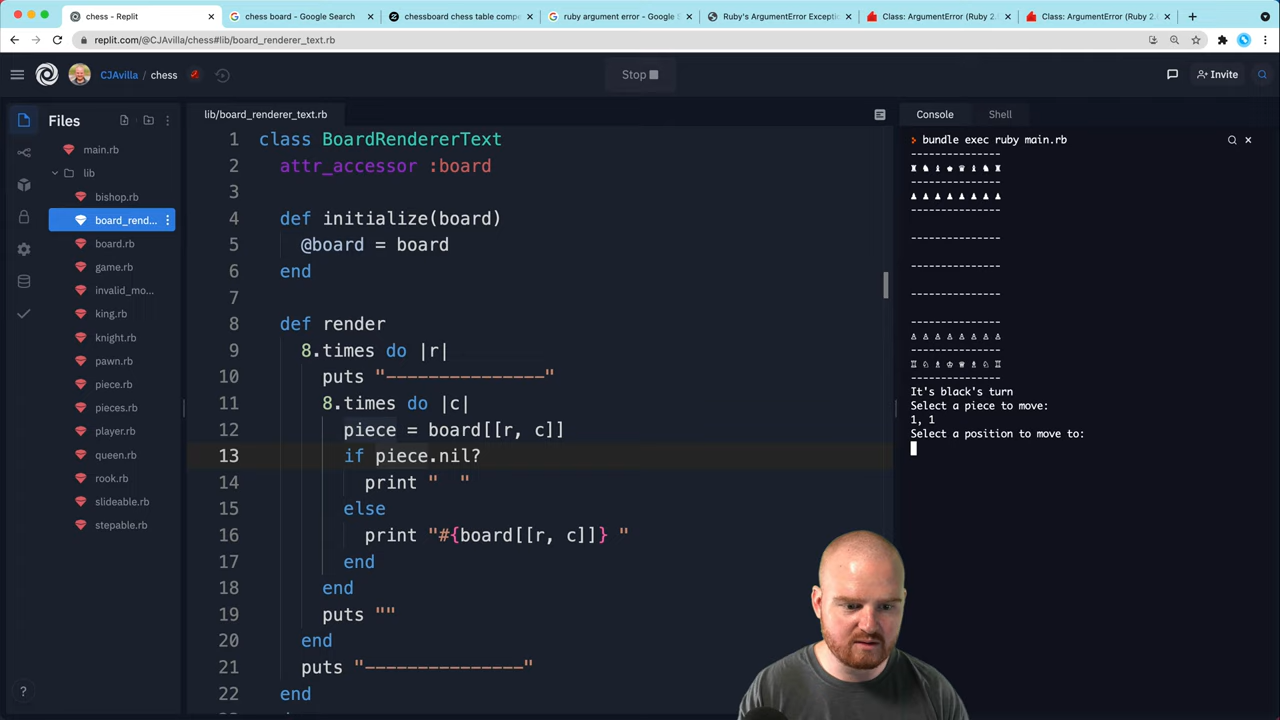 chess - Replit
chess board - Google Search
chessboard chess table compe
ruby argument error - Google S
Ruby's ArgumentError Excepti
Class: ArgumentError (Ruby 2.
Class: ArgumentError (Ruby 2.
replit.com/@CJAvilla/chess#lib/board_renderer_text.rb
CJAvilla / chess
Stop
Invite
Files
main.rb
lib
bishop.rb
board_rend...
board.rb
game.rb
invalid_mo...
king.rb
knight.rb
pawn.rb
piece.rb
pieces.rb
player.rb
queen.rb
rook.rb
slideable.rb
stepable.rb
?
lib/board_renderer_text.rb
1 class BoardRendererText
2 attr_accessor :board
3
4 def initialize(board)
5 @board = board
6 end
7
8 def render
9 8.times do |r|
10 puts "---------------"
11 8.times do |c|
12 piece = board[[r, c]]
13 if piece.nil?
14 print "  "
15 else
16 print "#{board[[r, c]]} "
17 end
18 end
19 puts ""
20 end
21 puts "---------------"
22 end
Console
Shell
> bundle exec ruby main.rb
---------------
♜ ♞ ♝ ♚ ♛ ♝ ♞ ♜
---------------
♟ ♟ ♟ ♟ ♟ ♟ ♟ ♟
---------------
---------------
---------------
---------------
---------------
♙ ♙ ♙ ♙ ♙ ♙ ♙ ♙
---------------
♖ ♘ ♗ ♔ ♕ ♗ ♘ ♖
---------------
It's black's turn
Select a piece to move:
1, 1
Select a position to move to: